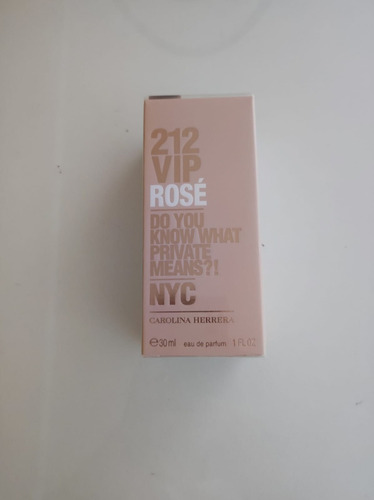 212
VIP
ROSÉ
DO YOU
KNOW WHAT
PRIVATE
MEANS?!
NYC
CAROLINA HERRERA
℮30 ml eau de parfum 1 FL OZ